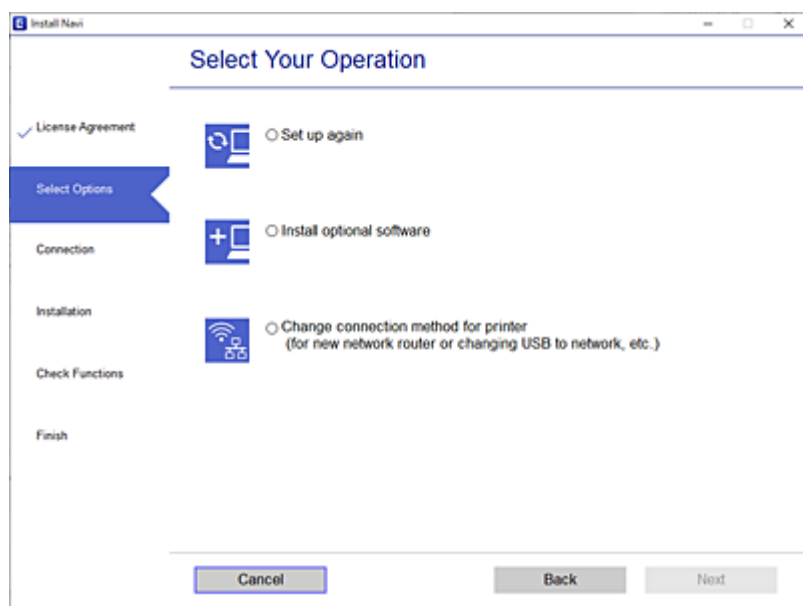 Install Navi
Select Your Operation
License Agreement
Select Options
Connection
Installation
Check Functions
Finish
Set up again
Install optional software
Change connection method for printer
(for new network router or changing USB to network, etc.)
Cancel
Back
Next